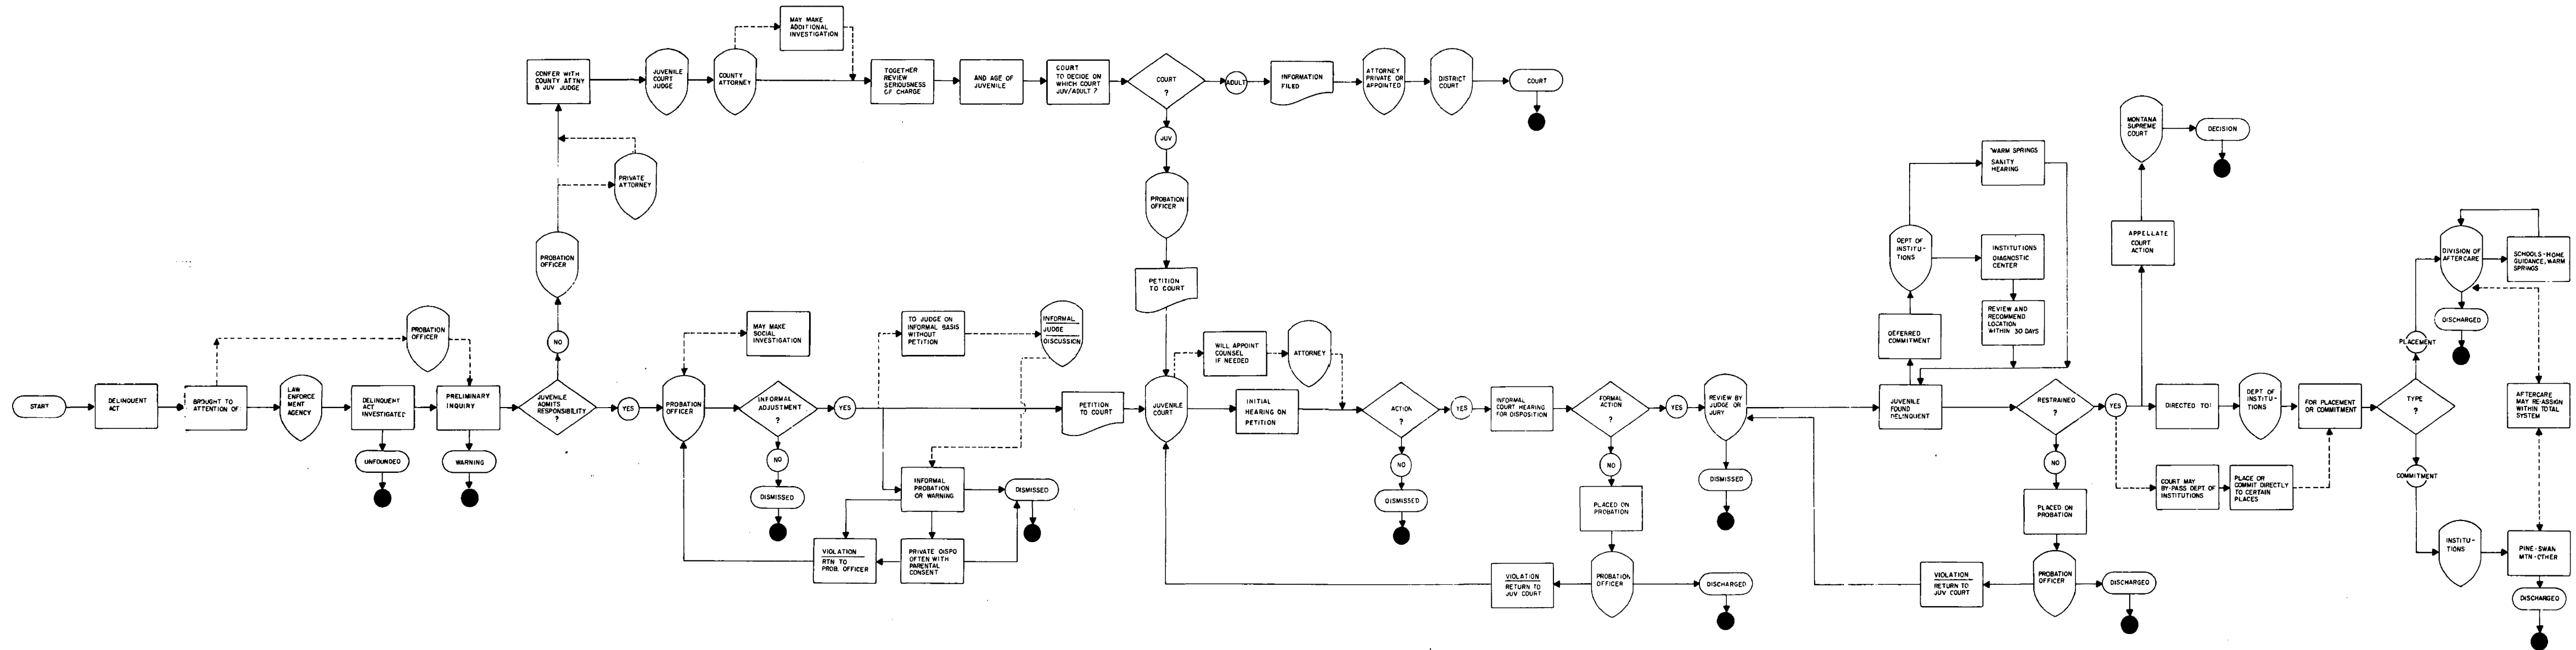 START
DELINQUENT
ACT
BROUGHT TO
ATTENTION OF:
PROBATION
OFFICER
LAW
ENFORCE
MENT
AGENCY
DELINQUENT
ACT
INVESTIGATED
UNFOUNDED
PRELIMINARY
INQUIRY
WARNING
JUVENILE
ADMITS
RESPONSIBILITY
?
NO
PROBATION
OFFICER
PRIVATE
ATTORNEY
CONFER WITH
COUNTY ATTNY
& JUV JUDGE
JUVENILE
COURT
JUDGE
COUNTY
ATTORNEY
MAY MAKE
ADDITIONAL
INVESTIGATION
TOGETHER
REVIEW
SERIOUSNESS
OF CHARGE
AND AGE OF
JUVENILE
COURT
TO DECIDE ON
WHICH COURT
JUV/ADULT ?
COURT
?
ADULT
INFORMATION
FILED
ATTORNEY
PRIVATE OR
APPOINTED
DISTRICT
COURT
COURT
JUV
PROBATION
OFFICER
PETITION
TO COURT
YES
PROBATION
OFFICER
MAY MAKE
SOCIAL
INVESTIGATION
INFORMAL
ADJUSTMENT
?
NO
DISMISSED
YES
TO JUDGE ON
INFORMAL BASIS
WITHOUT
PETITION
INFORMAL
JUDGE
DISCUSSION
INFORMAL
PROBATION
OR WARNING
DISMISSED
VIOLATION
RTN TO
PROB. OFFICER
PRIVATE DISPO
OFTEN WITH
PARENTAL
CONSENT
PETITION
TO COURT
JUVENILE
COURT
WILL APPOINT
COUNSEL
IF NEEDED
ATTORNEY
INITIAL
HEARING ON
PETITION
ACTION
?
NO
DISMISSED
YES
INFORMAL
COURT HEARING
FOR DISPOSITION
FORMAL
ACTION
?
NO
PLACED ON
PROBATION
PROBATION
OFFICER
VIOLATION
RETURN TO
JUV COURT
DISCHARGED
YES
REVIEW BY
JUDGE OR
JURY
DISMISSED
JUVENILE
FOUND
DELINQUENT
DEFERRED
COMMITMENT
DEPT OF
INSTITU-
TIONS
WARM SPRINGS
SANITY
HEARING
INSTITUTIONS
DIAGNOSTIC
CENTER
REVIEW AND
RECOMMEND
LOCATION
WITHIN 30 DAYS
RESTRAINED
?
NO
PLACED ON
PROBATION
PROBATION
OFFICER
VIOLATION
RETURN TO
JUV COURT
DISCHARGED
YES
APPELLATE
COURT
ACTION
MONTANA
SUPREME
COURT
DECISION
DIRECTED TO:
DEPT OF
INSTITU-
TIONS
COURT MAY
BY-PASS DEPT. OF
INSTITUTIONS
PLACE OR
COMMIT DIRECTLY
TO CERTAIN
PLACES
FOR PLACEMENT
OR COMMITMENT
TYPE
?
PLACEMENT
DIVISION OF
AFTERCARE
SCHOOLS-HOME
GUIDANCE, WARM
SPRINGS
DISCHARGED
AFTERCARE
MAY RE-ASSIGN
WITHIN TOTAL
SYSTEM
COMMITMENT
INSTITU-
TIONS
PINE-SWAN
MTN-OTHER
DISCHARGED